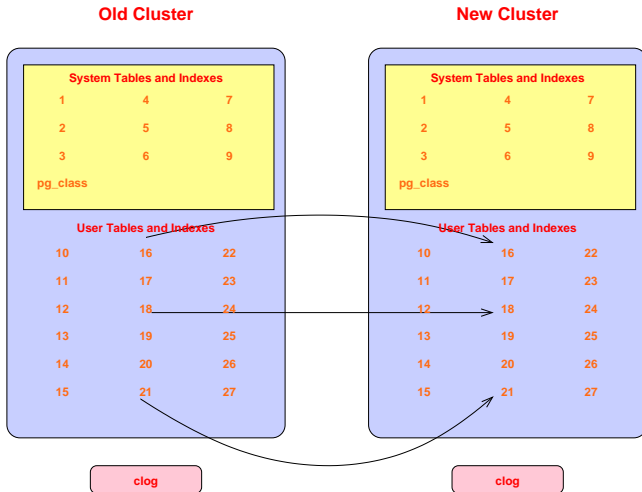 Old Cluster
System Tables and Indexes
1 4 7
2 5 8
3 6 9
pg_class
User Tables and Indexes
10 16 22
11 17 23
12 18 24
13 19 25
14 20 26
15 21 27
clog
New Cluster
System Tables and Indexes
1 4 7
2 5 8
3 6 9
pg_class
User Tables and Indexes
10 16 22
11 17 23
12 18 24
13 19 25
14 20 26
15 21 27
clog